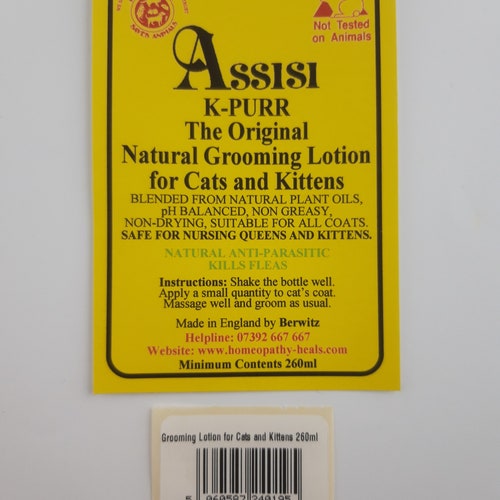 Not Tested
on Animals
ASSISI
K-PURR
The Original
Natural Grooming Lotion
for Cats and Kittens
BLENDED FROM NATURAL PLANT OILS,
pH BALANCED, NON GREASY,
NON-DRYING, SUITABLE FOR ALL COATS.
SAFE FOR NURSING QUEENS AND KITTENS.
NATURAL ANTI-PARASITIC
KILLS FLEAS
Instructions: Shake the bottle well.
Apply a small quantity to cat's coat.
Massage well and groom as usual.
Made in England by Berwitz
Helpline: 07392 667 667
Website: www.homeopathy-heals.com
Minimum Contents 260ml
Grooming Lotion for Cats and Kittens 260ml
5 060597 240195